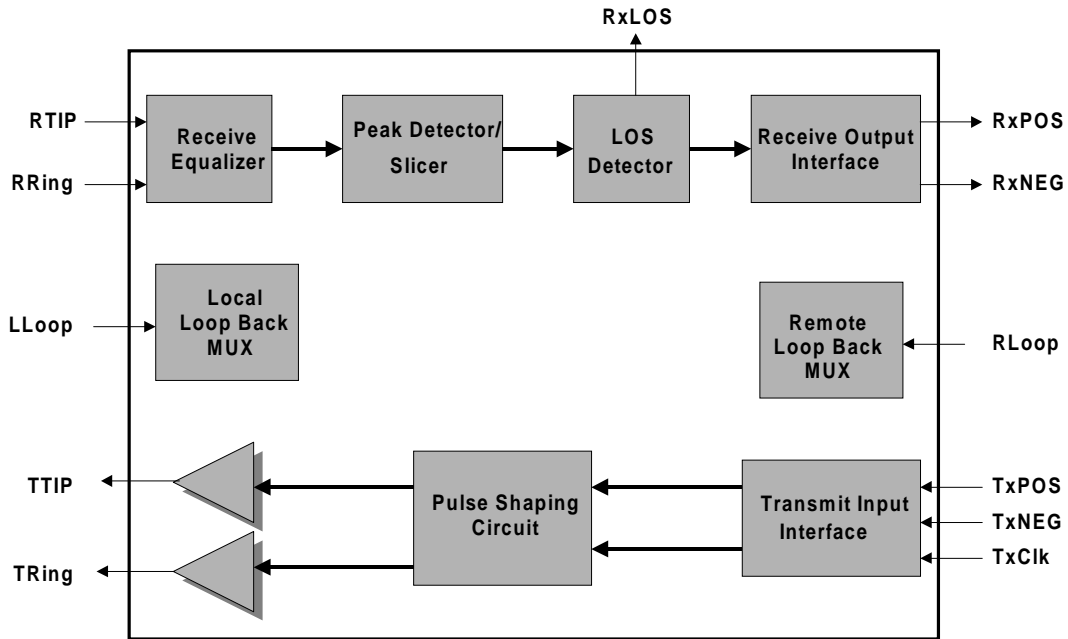 RxLOS
RTIP
RRing
Receive
Equalizer
Peak Detector/
Slicer
LOS
Detector
Receive Output
Interface
RxPOS
RxNEG
LLoop
Local
Loop Back
MUX
Remote
Loop Back
MUX
RLoop
TTIP
TRing
Pulse Shaping
Circuit
Transmit Input
Interface
TxPOS
TxNEG
TxClk